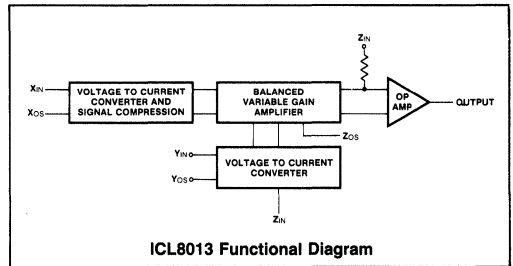 ZIN
XIN
XOS
VOLTAGE TO CURRENT
CONVERTER AND
SIGNAL COMPRESSION
BALANCED
VARIABLE GAIN
AMPLIFIER
OP
AMP
OUTPUT
ZOS
YIN
YOS
VOLTAGE TO CURRENT
CONVERTER
ZIN
ICL8013 Functional Diagram